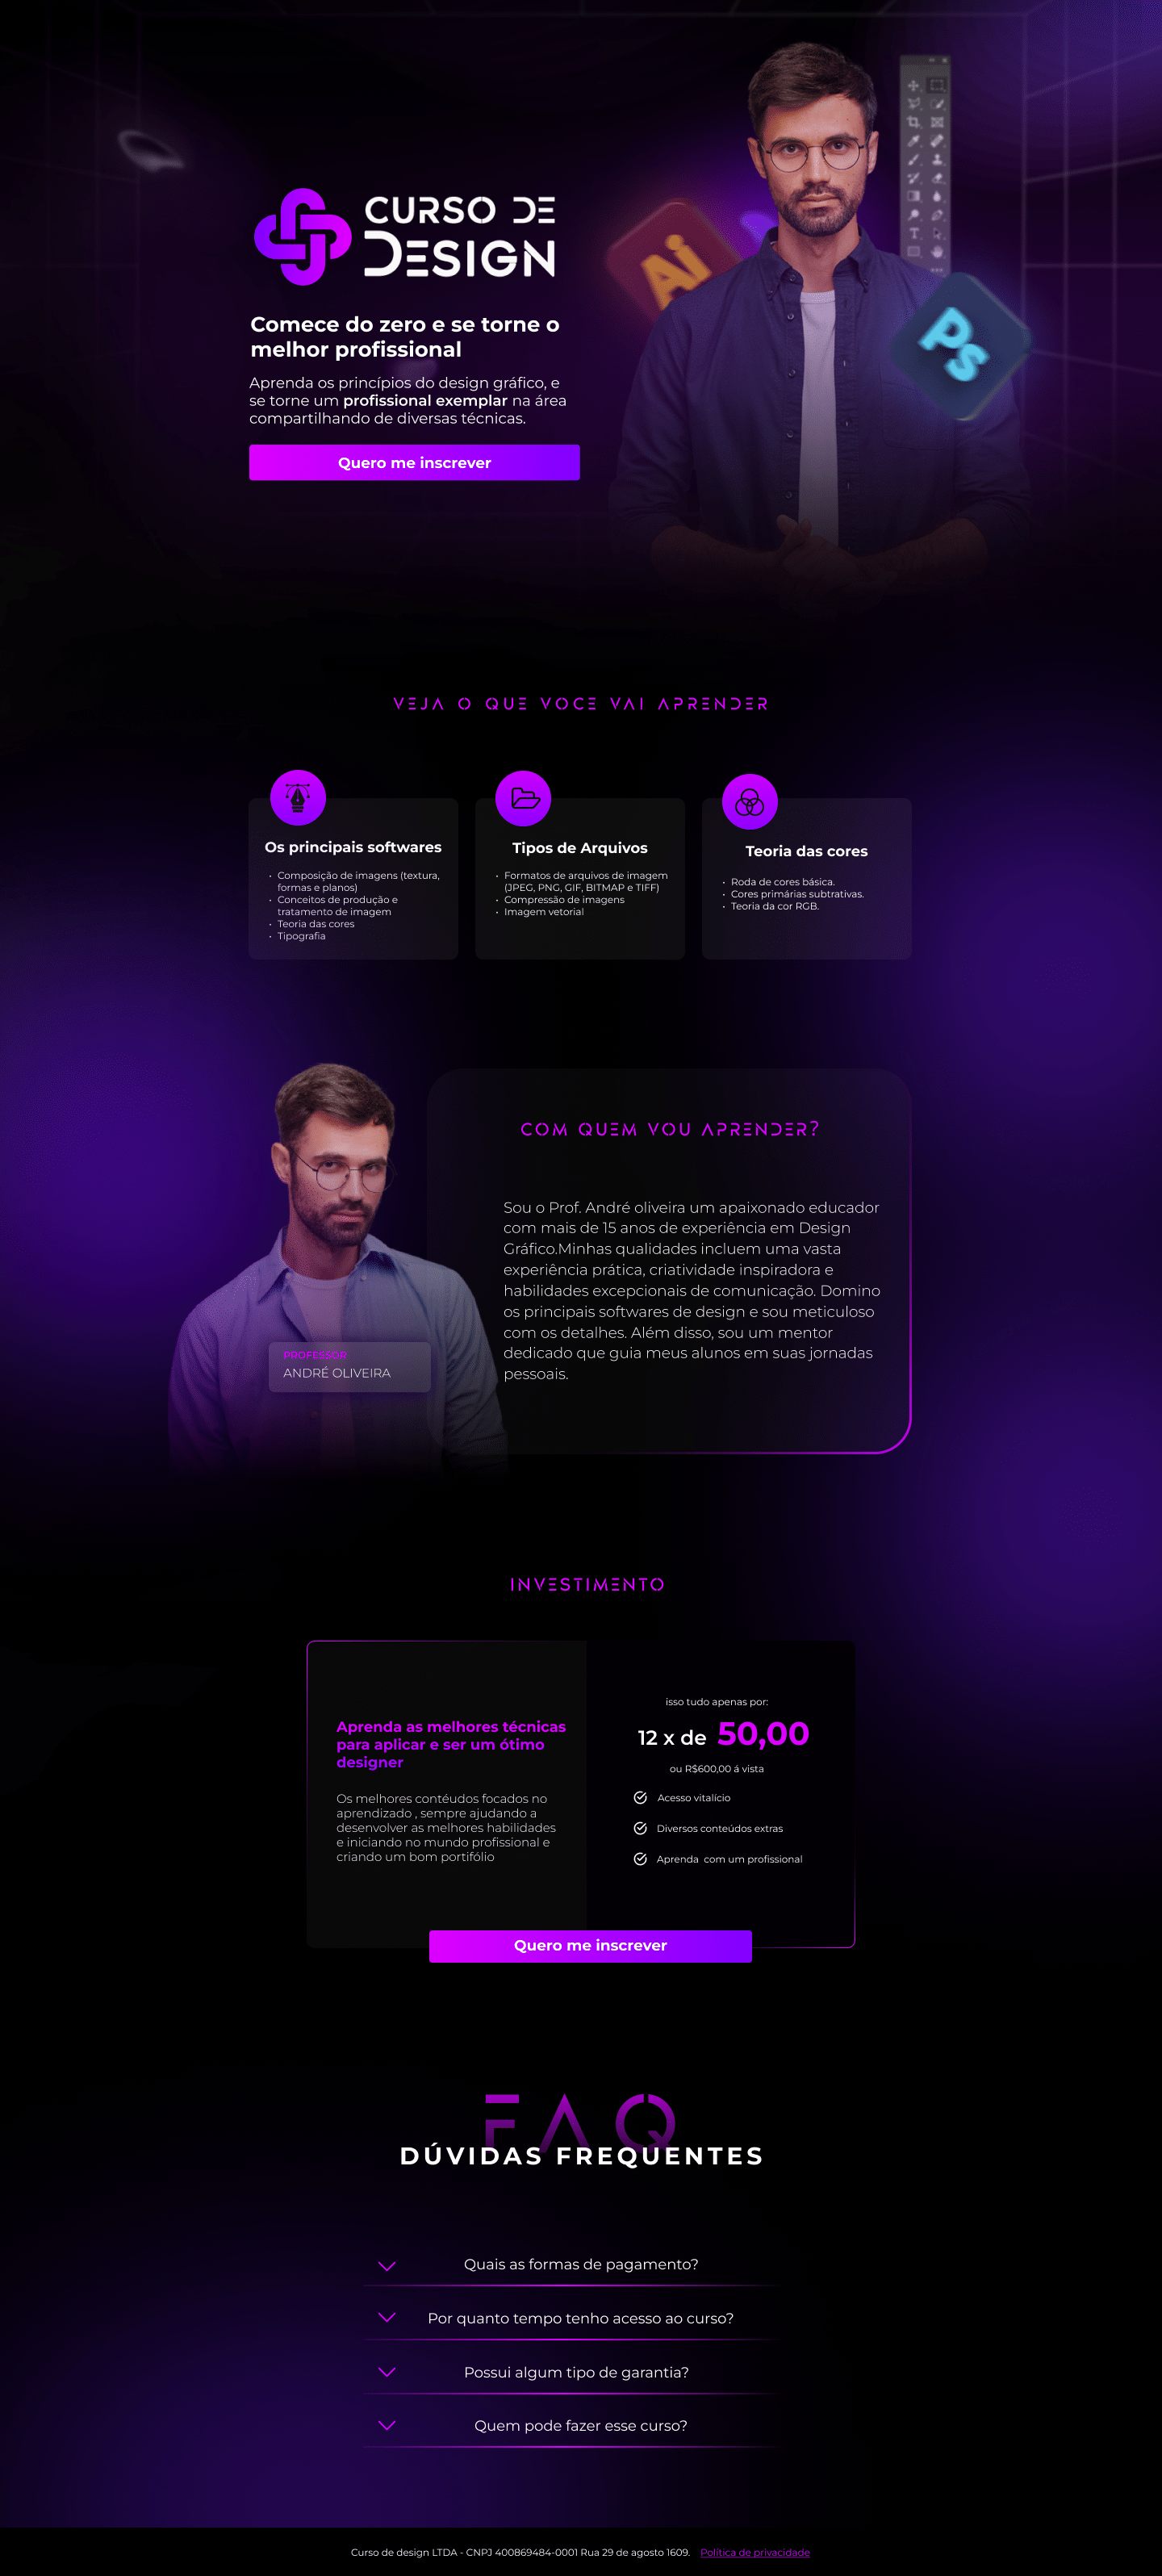 CURSO DE
DESIGN
Comece do zero e se torne o
melhor profissional
Aprenda os princípios do design gráfico, e
se torne um profissional exemplar na área
compartilhando de diversas técnicas.
Quero me inscrever
Ai
Ps
VEJA O QUE VOCE VAI APRENDER
Os principais softwares
• Composição de imagens (textura,
formas e planos)
• Conceitos de produção e
tratamento de imagem
• Teoria das cores
• Tipografia
Tipos de Arquivos
• Formatos de arquivos de imagem
(JPEG, PNG, GIF, BITMAP e TIFF)
• Compressão de imagens
• Imagem vetorial
Teoria das cores
• Roda de cores básica.
• Cores primárias subtrativas.
• Teoria da cor RGB.
COM QUEM VOU APRENDER?
Sou o Prof. André oliveira um apaixonado educador
com mais de 15 anos de experiência em Design
Gráfico.Minhas qualidades incluem uma vasta
experiência prática, criatividade inspiradora e
habilidades excepcionais de comunicação. Domino
os principais softwares de design e sou meticuloso
com os detalhes. Além disso, sou um mentor
dedicado que guia meus alunos em suas jornadas
pessoais.
PROFESSOR
ANDRÉ OLIVEIRA
INVESTIMENTO
Aprenda as melhores técnicas
para aplicar e ser um ótimo
designer
Os melhores contéudos focados no
aprendizado , sempre ajudando a
desenvolver as melhores habilidades
e iniciando no mundo profissional e
criando um bom portifólio
isso tudo apenas por:
12 x de 50,00
ou R$600,00 á vista
Acesso vitalício
Diversos conteúdos extras
Aprenda com um profissional
Quero me inscrever
FAQ
DÚVIDAS FREQUENTES
Quais as formas de pagamento?
Por quanto tempo tenho acesso ao curso?
Possui algum tipo de garantia?
Quem pode fazer esse curso?
Curso de design LTDA - CNPJ 400869484-0001 Rua 29 de agosto 1609. Política de privacidade